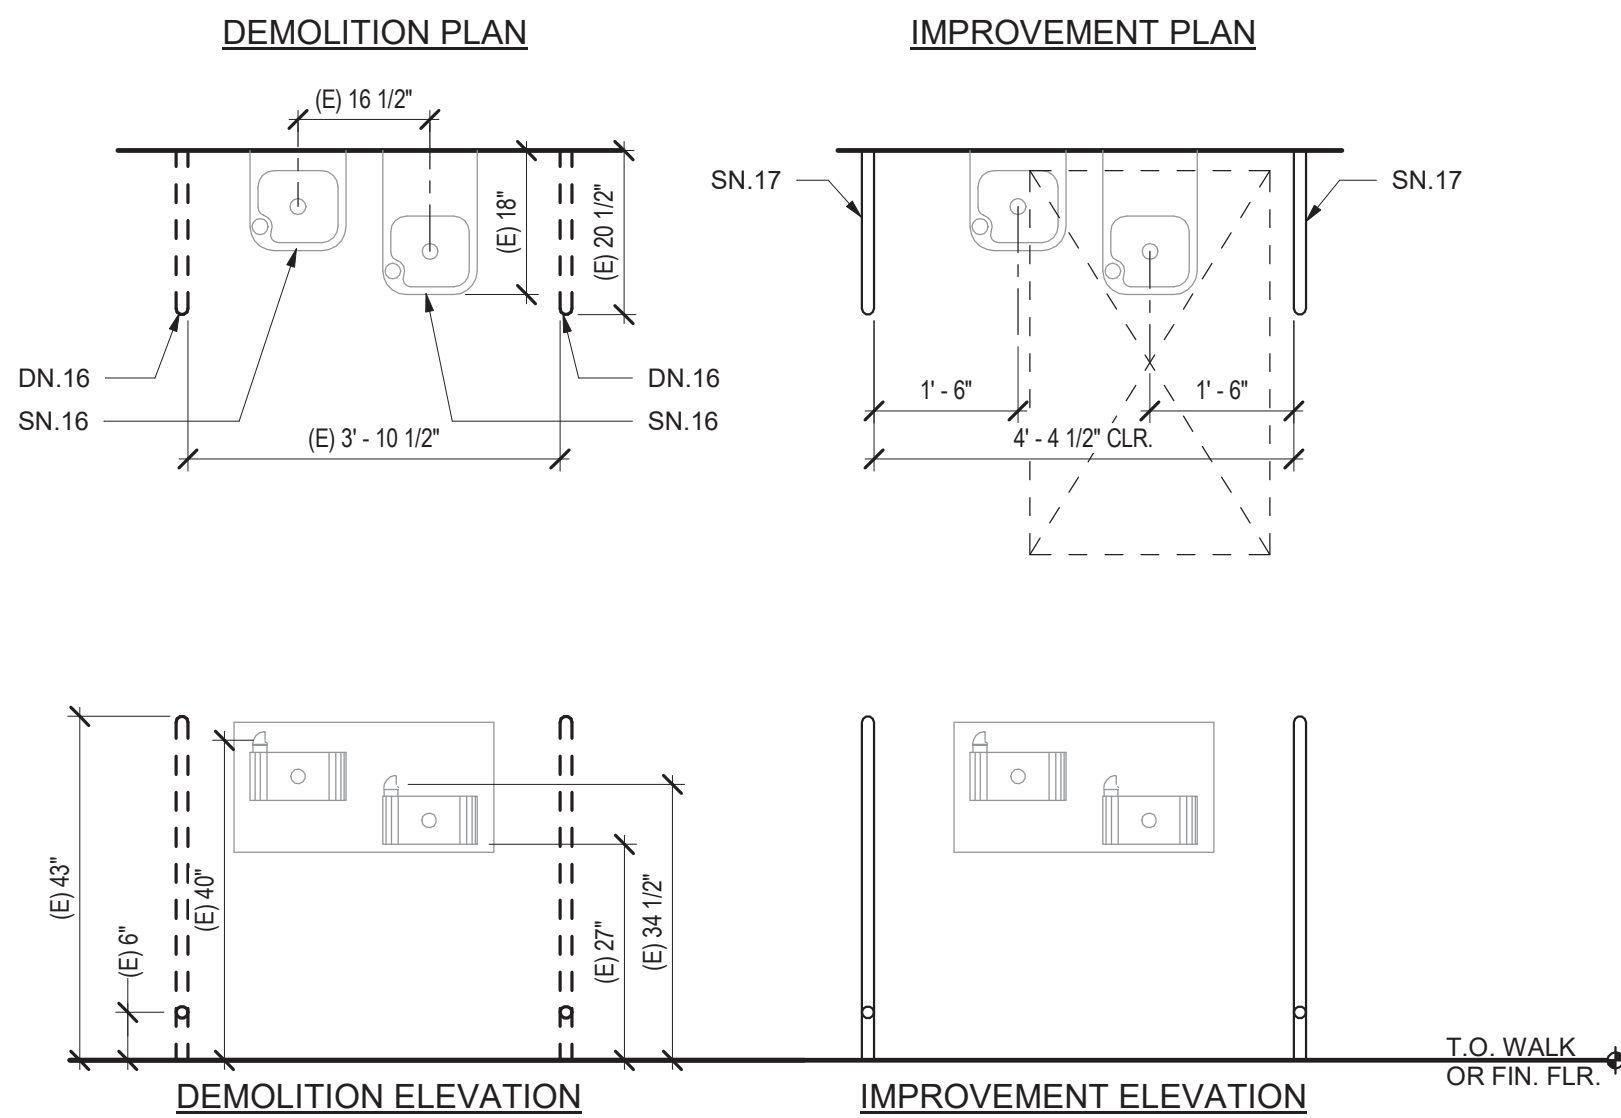 DEMOLITION PLAN
IMPROVEMENT PLAN
(E) 16 1/2"
(E) 18"
(E) 20 1/2"
SN.17
SN.17
DN.16
SN.16
DN.16
SN.16
(E) 3' - 10 1/2"
1' - 6"
1' - 6"
4' - 4 1/2" CLR.
(E) 43"
(E) 6"
(E) 40"
(E) 27"
(E) 34 1/2"
T.O. WALK
OR FIN. FLR.
DEMOLITION ELEVATION
IMPROVEMENT ELEVATION